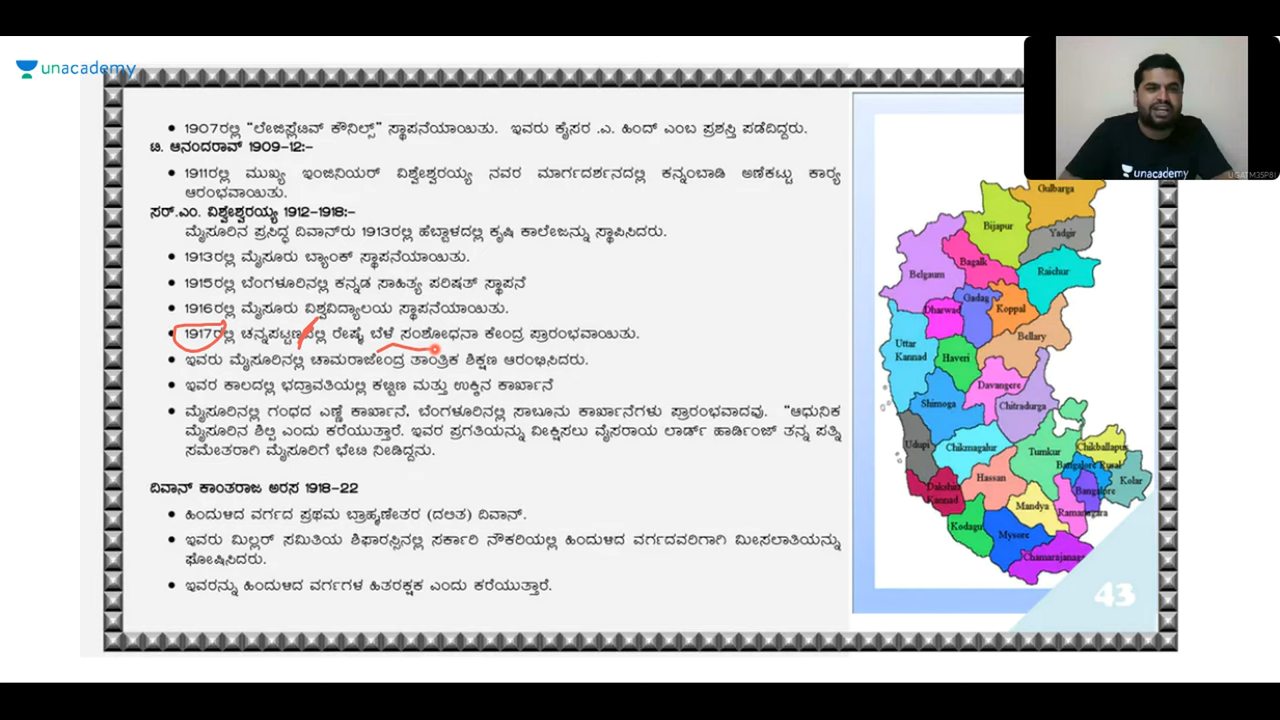 unacademy
• 1907ರಲ್ಲಿ "ಲೇಜಿಸ್ಲೆಟಿವ್ ಕೌನಿಲ್ಸ್" ಸ್ಥಾಪನೆಯಾಯಿತು. ಇವರು ಕೈಸರ .ಎ. ಹಿಂದ್ ಎಂಬ ಪ್ರಶಸ್ತಿ ಪಡೆವಿದ್ದರು.
ಟಿ. ಆನಂದರಾವ್ 1909-12:-
• 1911ರಲ್ಲಿ ಮುಖ್ಯ ಇಂಜಿನಿಯರ್ ವಿಶ್ವೇಶ್ವರಯ್ಯ ನವರ ಮಾರ್ಗದರ್ಶನದಲ್ಲಿ ಕನ್ನಂಬಾಡಿ ಅಣೆಕಟ್ಟು ಕಾರ‍್ಯ
ಆರಂಭವಾಯಿತು.
ಸರ್.ಎಂ. ವಿಶ್ವೇಶ್ವರಯ್ಯ 1912-1918:-
ಮೈಸೂರಿನ ಪ್ರಸಿದ್ಧ ದಿವಾನ್‌ರು 1913ರಲ್ಲಿ ಹೆಬ್ಬಾಳದಲ್ಲಿ ಕೃಷಿ ಕಾಲೇಜನ್ನು ಸ್ಥಾಪಿಸಿದರು.
• 1913ರಲ್ಲಿ ಮೈಸೂರು ಬ್ಯಾಂಕ್ ಸ್ಥಾಪನೆಯಾಯಿತು.
• 1915ರಲ್ಲಿ ಬೆಂಗಳೂರಿನಲ್ಲಿ ಕನ್ನಡ ಸಾಹಿತ್ಯ ಪರಿಷತ್ ಸ್ಥಾಪನೆ
• 1916ರಲ್ಲಿ ಮೈಸೂರು ವಿಶ್ವವಿದ್ಯಾಲಯ ಸ್ಥಾಪನೆಯಾಯಿತು.
• 1917ರಲ್ಲಿ ಚನ್ನಪಟ್ಟಣದಲ್ಲಿ ರೇಷ್ಮೆ ಬೆಳೆ ಸಂಶೋಧನಾ ಕೇಂದ್ರ ಪ್ರಾರಂಭವಾಯಿತು.
• ಇವರು ಮೈಸೂರಿನಲ್ಲಿ ಚಾಮರಾಜೇಂದ್ರ ತಾಂತ್ರಿಕ ಶಿಕ್ಷಣ ಆರಂಭಿಸಿದರು.
• ಇವರ ಕಾಲದಲ್ಲಿ ಭದ್ರಾವತಿಯಲ್ಲಿ ಕಬ್ಬಿಣ ಮತ್ತು ಉಕ್ಕಿನ ಕಾರ್ಖಾನೆ
• ಮೈಸೂರಿನಲ್ಲಿ ಗಂಧದ ಎಣ್ಣೆ ಕಾರ್ಖಾನೆ, ಬೆಂಗಳೂರಿನಲ್ಲಿ ಸಾಬೂನು ಕಾರ್ಖಾನೆಗಳು ಪ್ರಾರಂಭವಾದವು. "ಆಧುನಿಕ
ಮೈಸೂರಿನ ಶಿಲ್ಪಿ ಎಂದು ಕರೆಯುತ್ತಾರೆ. ಇವರ ಪ್ರಗತಿಯನ್ನು ವೀಕ್ಷಿಸಲು ವೈಸರಾಯ ಲಾರ್ಡ್ ಹಾರ್ಡಿಂಜ್ ತನ್ನ ಪತ್ನಿ
ಸಮೇತರಾಗಿ ಮೈಸೂರಿಗೆ ಭೇಟಿ ನೀಡಿದ್ದನು.
ದಿವಾನ್ ಕಾಂತರಾಜ ಅರಸ 1918-22
• ಹಿಂದುಳಿದ ವರ್ಗದ ಪ್ರಥಮ ಬ್ರಾಹ್ಮಣೇತರ (ದಲಿತ) ದಿವಾನ್.
• ಇವರು ಮಿಲ್ಲರ್ ಸಮಿತಿಯ ಶಿಫಾರಸ್ಸಿನಲ್ಲಿ ಸರ್ಕಾರಿ ನೌಕರಿಯಲ್ಲಿ ಹಿಂದುಳಿದ ವರ್ಗದವರಿಗಾಗಿ ಮೀಸಲಾತಿಯನ್ನು
ಘೋಷಿಸಿದರು.
• ಇವರನ್ನು ಹಿಂದುಳಿದ ವರ್ಗಗಳ ಹಿತರಕ್ಷಕ ಎಂದು ಕರೆಯುತ್ತಾರೆ.
unacademy
UGATM35P8I
Gulbarga
Bijapur
Yadgir
Bagalk
Belgaum
Raichur
Gadag
Dharwad
Koppal
Bellary
Uttar
Kannad
Haveri
Davangere
Shimoga
Chitradurga
Udupi
Chikmagalur
Tumkur
Chikballapur
Bangalore Rural
Kolar
Hassan
Dakshin
Kannad
Bangalore
Mandya
Ramanagara
Kodagu
Mysore
Chamarajanaga
43